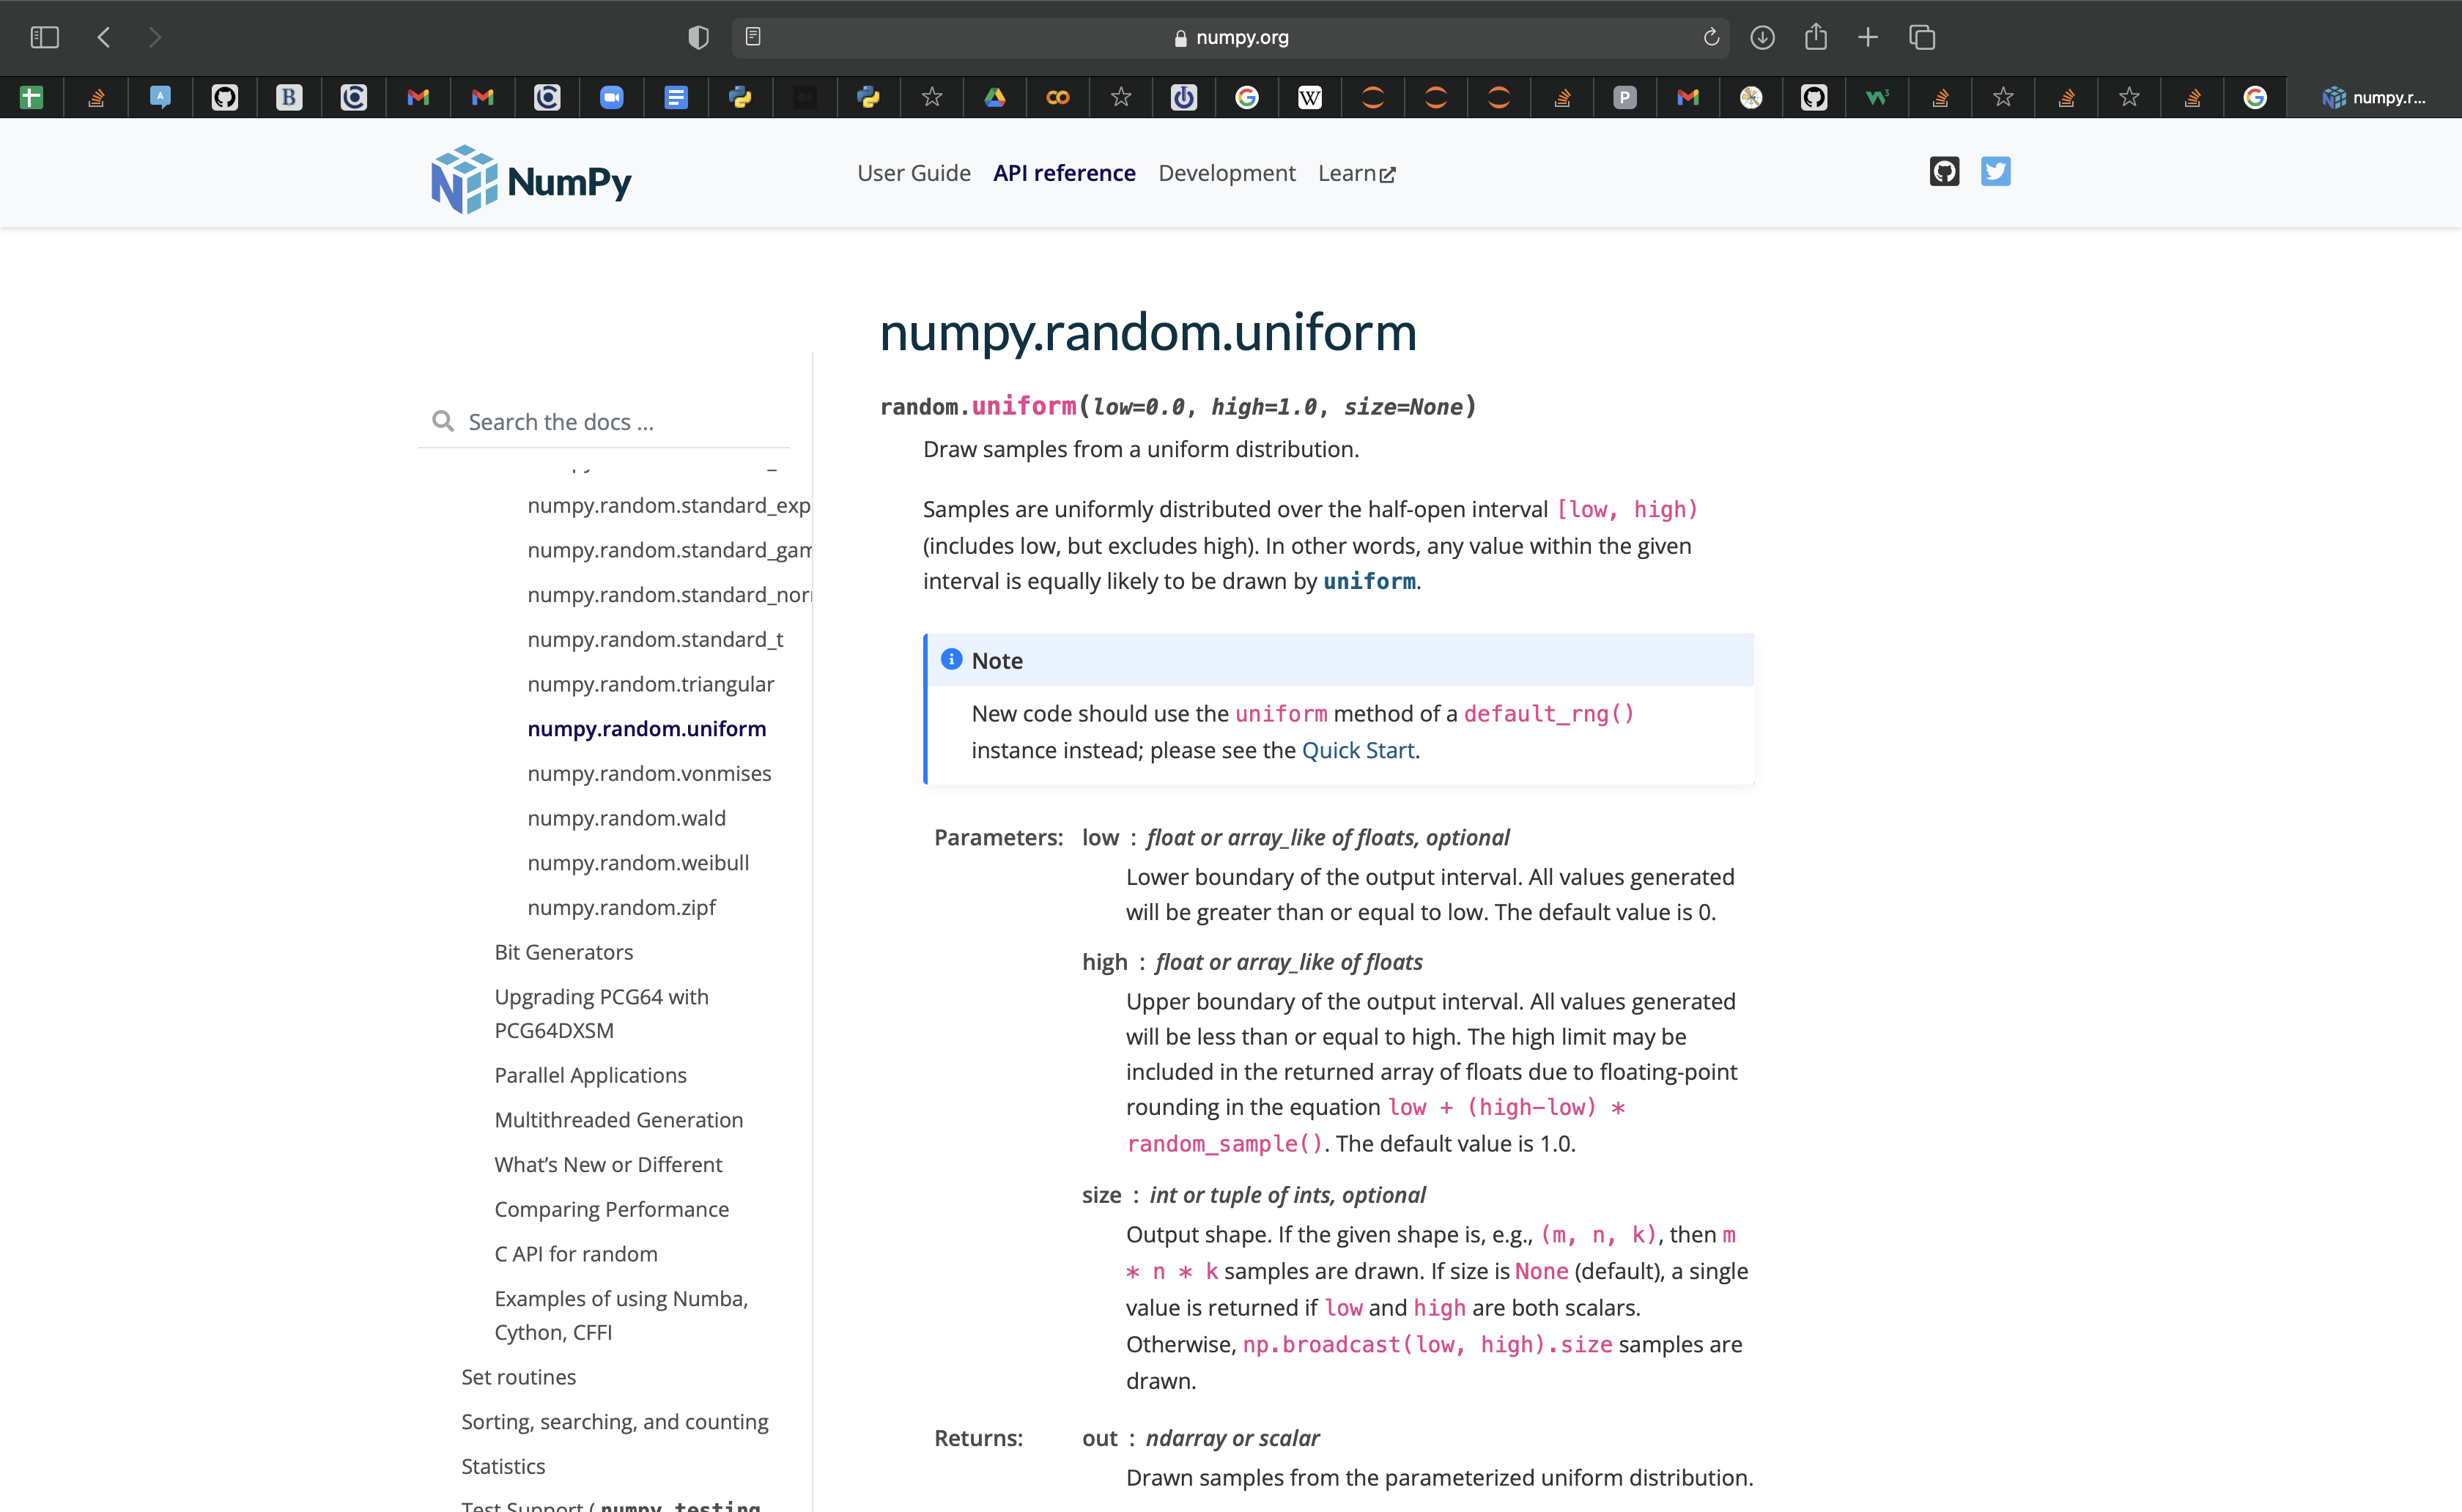 numpy.org
numpy.r...
NumPy
User Guide API reference Development Learn
numpy.random.uniform
random.uniform(low=0.0, high=1.0, size=None)
Draw samples from a uniform distribution.
Samples are uniformly distributed over the half-open interval [low, high)
(includes low, but excludes high). In other words, any value within the given
interval is equally likely to be drawn by uniform.
Note
New code should use the uniform method of a default_rng()
instance instead; please see the Quick Start.
Parameters: low : float or array_like of floats, optional
Lower boundary of the output interval. All values generated
will be greater than or equal to low. The default value is 0.
high : float or array_like of floats
Upper boundary of the output interval. All values generated
will be less than or equal to high. The high limit may be
included in the returned array of floats due to floating-point
rounding in the equation low + (high-low) *
random_sample(). The default value is 1.0.
size : int or tuple of ints, optional
Output shape. If the given shape is, e.g., (m, n, k), then m
* n * k samples are drawn. If size is None (default), a single
value is returned if low and high are both scalars.
Otherwise, np.broadcast(low, high).size samples are
drawn.
Returns: out : ndarray or scalar
Drawn samples from the parameterized uniform distribution.
Search the docs ...
numpy.random.standard_exp
numpy.random.standard_gam
numpy.random.standard_nor
numpy.random.standard_t
numpy.random.triangular
numpy.random.uniform
numpy.random.vonmises
numpy.random.wald
numpy.random.weibull
numpy.random.zipf
Bit Generators
Upgrading PCG64 with
PCG64DXSM
Parallel Applications
Multithreaded Generation
What's New or Different
Comparing Performance
C API for random
Examples of using Numba,
Cython, CFFI
Set routines
Sorting, searching, and counting
Statistics
Test Support ( numpy.testing